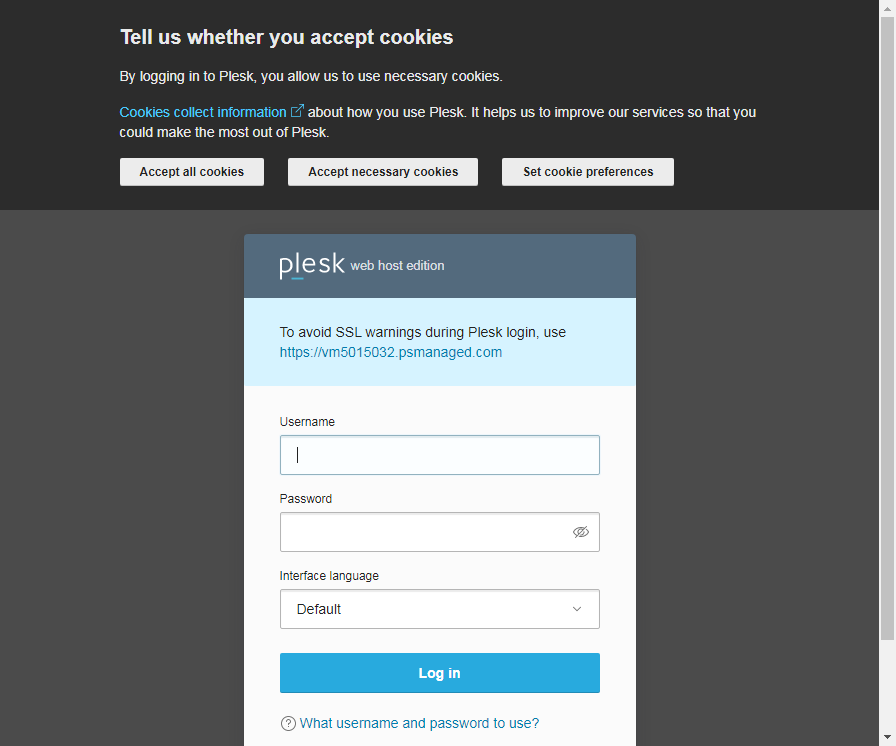 Tell us whether you accept cookies
By logging in to Plesk, you allow us to use necessary cookies.
Cookies collect information about how you use Plesk. It helps us to improve our services so that you
could make the most out of Plesk.
Accept all cookies
Accept necessary cookies
Set cookie preferences
plesk web host edition
To avoid SSL warnings during Plesk login, use
https://vm5015032.psmanaged.com
Username
Password
Interface language
Default
Log in
What username and password to use?